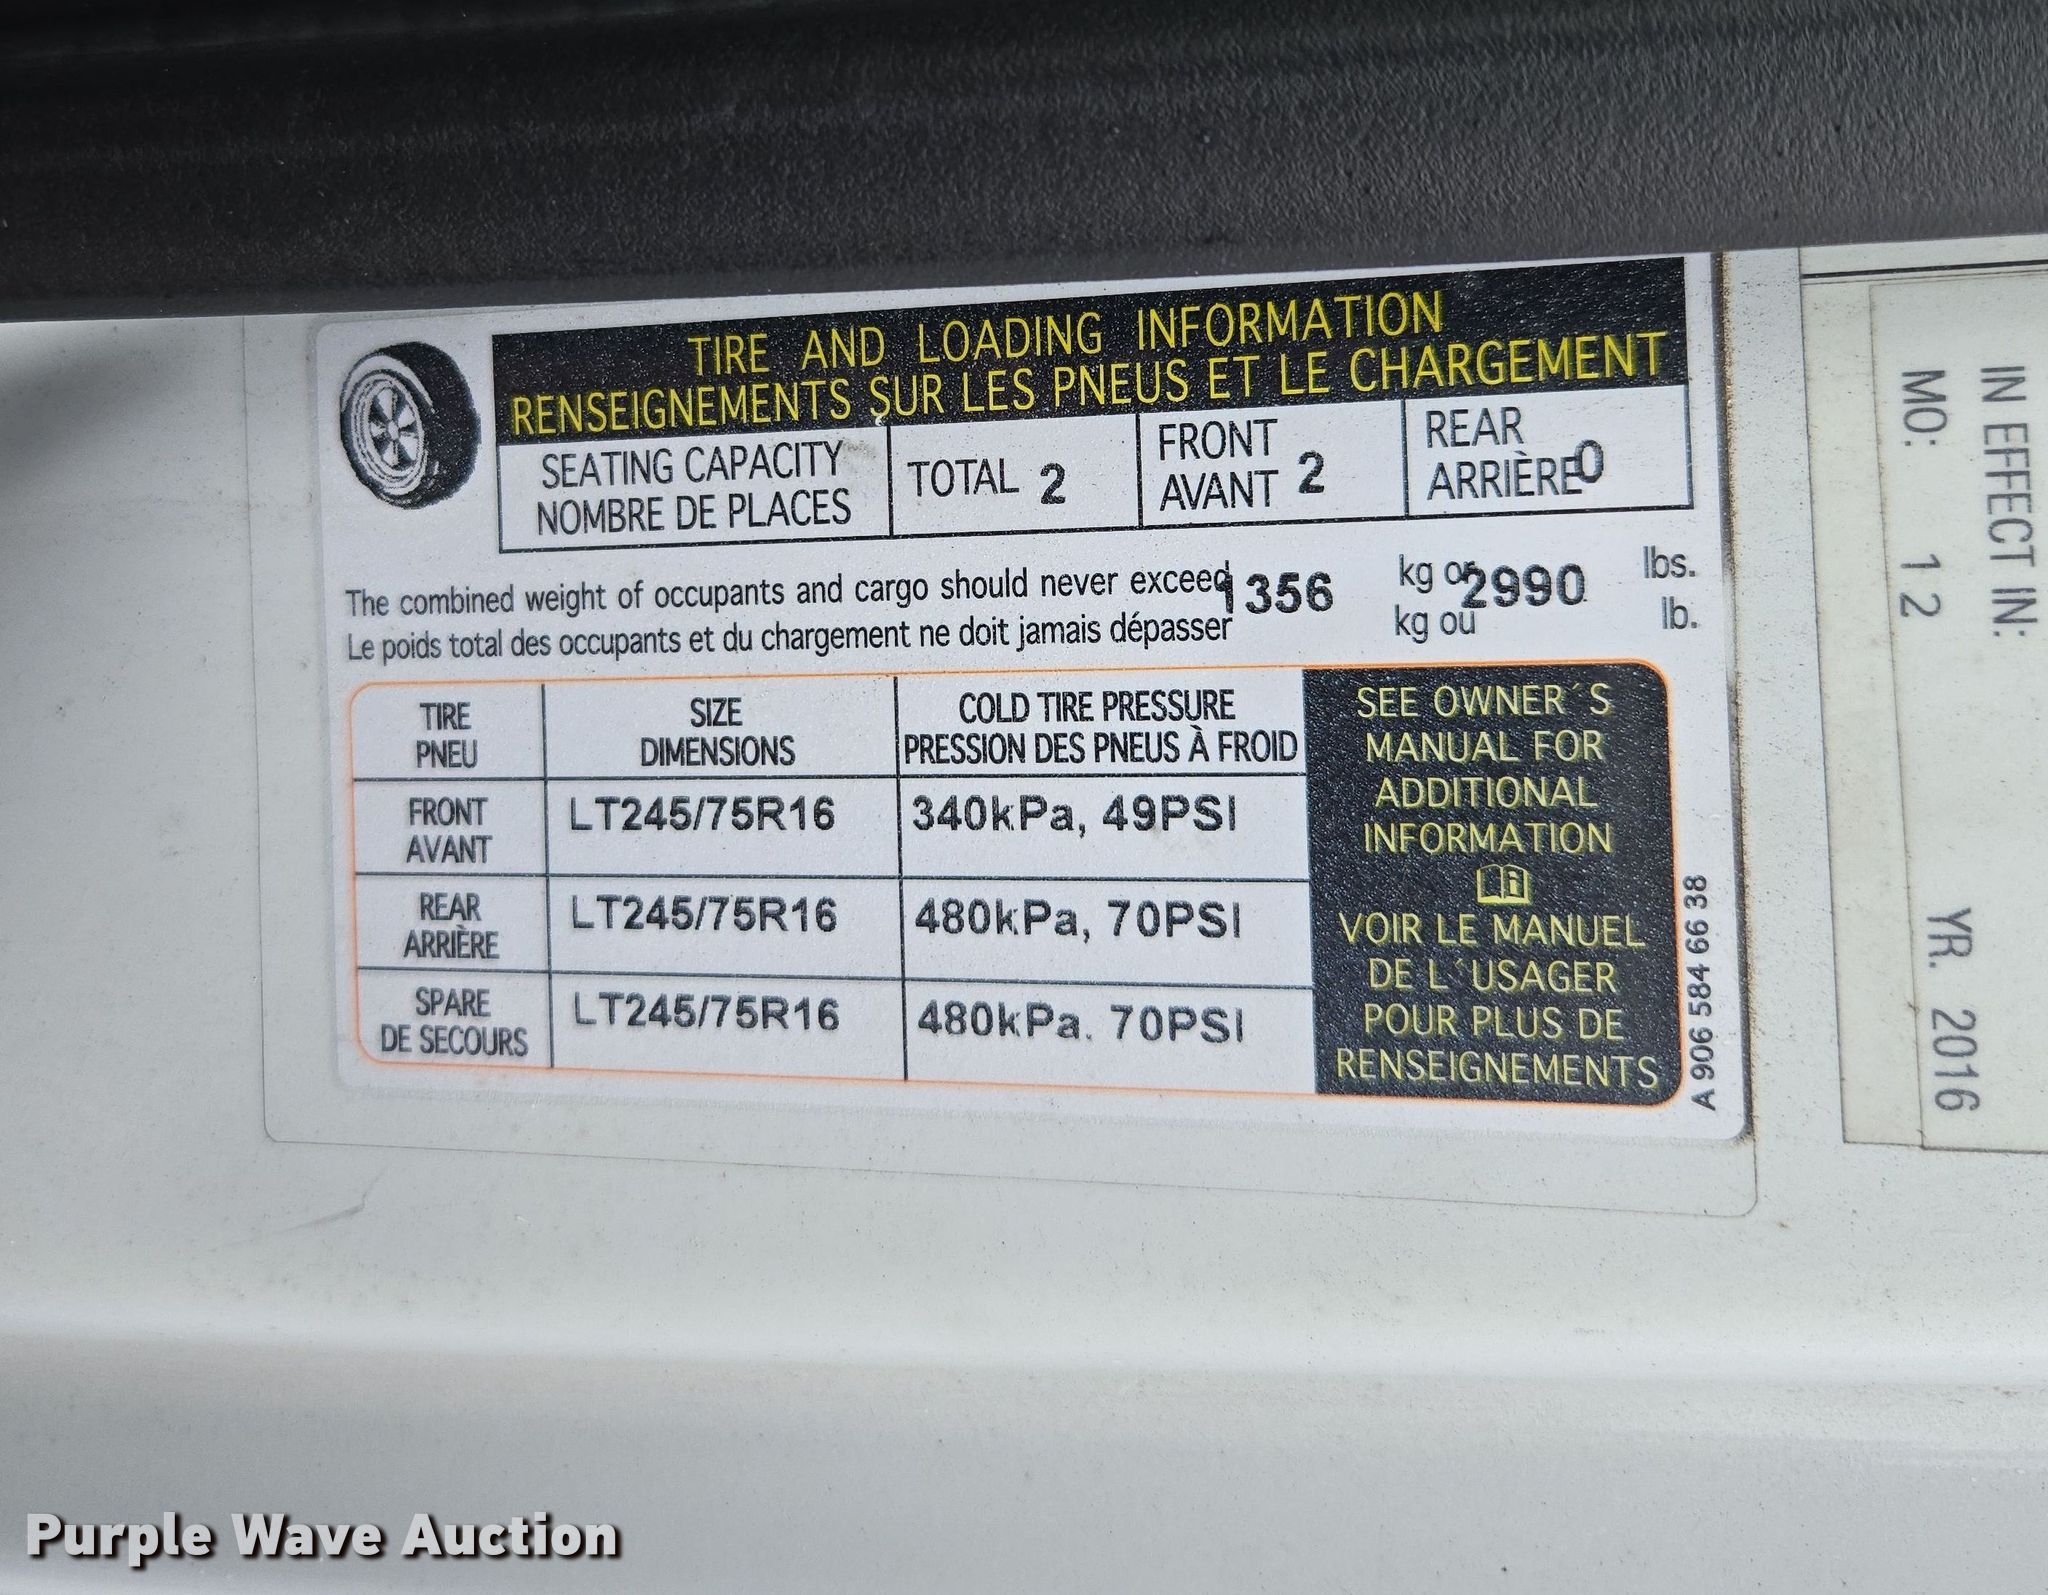 TIRE AND LOADING INFORMATION
RENSEIGNEMENTS SUR LES PNEUS ET LE CHARGEMENT
SEATING CAPACITY
NOMBRE DE PLACES
TOTAL 2
FRONT
AVANT 2
REAR
ARRIÈRE 0
The combined weight of occupants and cargo should never exceed 1356 kg or 2990 lbs.
Le poids total des occupants et du chargement ne doit jamais dépasser kg ou lb.
TIRE
PNEU
SIZE
DIMENSIONS
COLD TIRE PRESSURE
PRESSION DES PNEUS À FROID
FRONT
AVANT
LT245/75R16
340kPa, 49PSI
REAR
ARRIÈRE
LT245/75R16
480kPa, 70PSI
SPARE
DE SECOURS
LT245/75R16
480kPa. 70PSI
SEE OWNER´S
MANUAL FOR
ADDITIONAL
INFORMATION
VOIR LE MANUEL
DE L´USAGER
POUR PLUS DE
RENSEIGNEMENTS
A 906 584 66 38
IN EFFECT IN:
MO: 12 YR. 2016
Purple Wave Auction